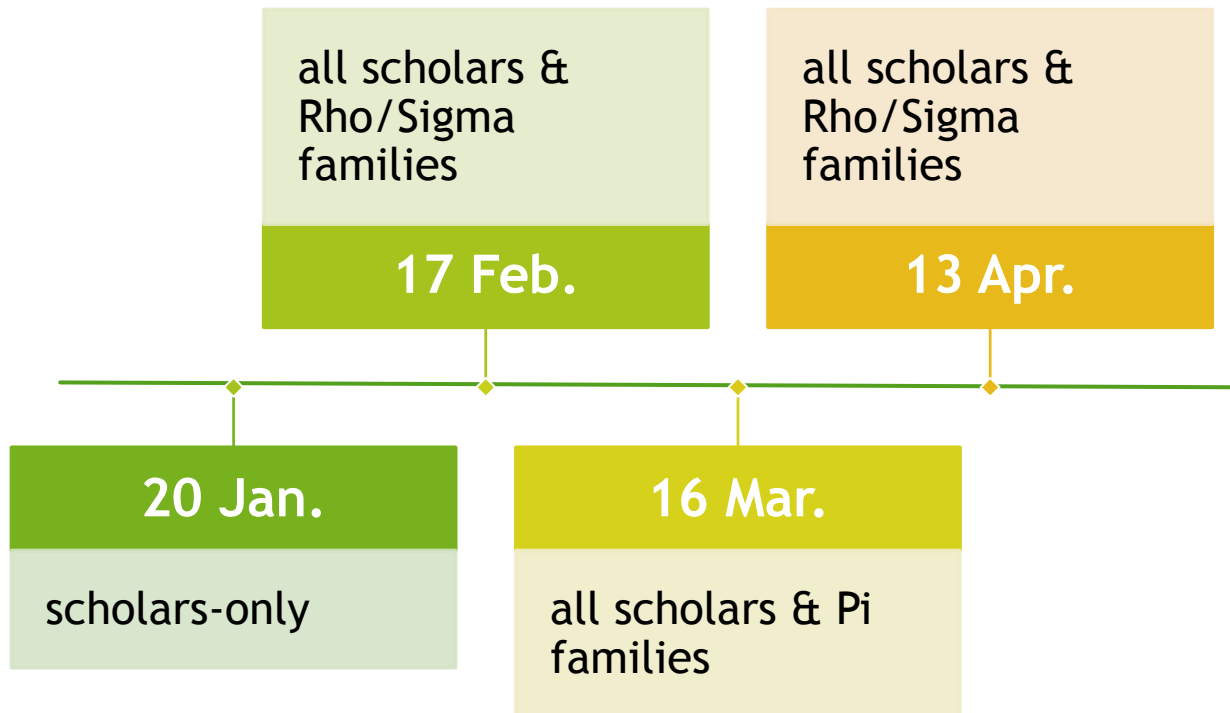 all scholars &
Rho/Sigma
families
17 Feb.
all scholars &
Rho/Sigma
families
13 Apr.
20 Jan.
scholars-only
16 Mar.
all scholars & Pi
families